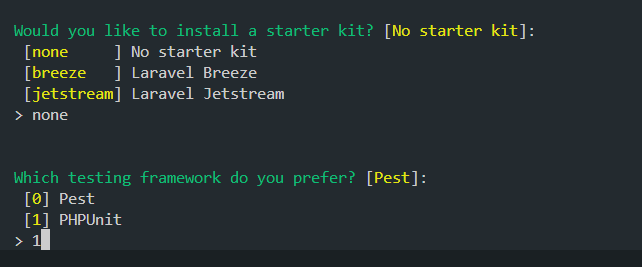 Would you like to install a starter kit? [No starter kit]:
[none     ] No starter kit
[breeze   ] Laravel Breeze
[jetstream] Laravel Jetstream
> none
Which testing framework do you prefer? [Pest]:
[0] Pest
[1] PHPUnit
> 1